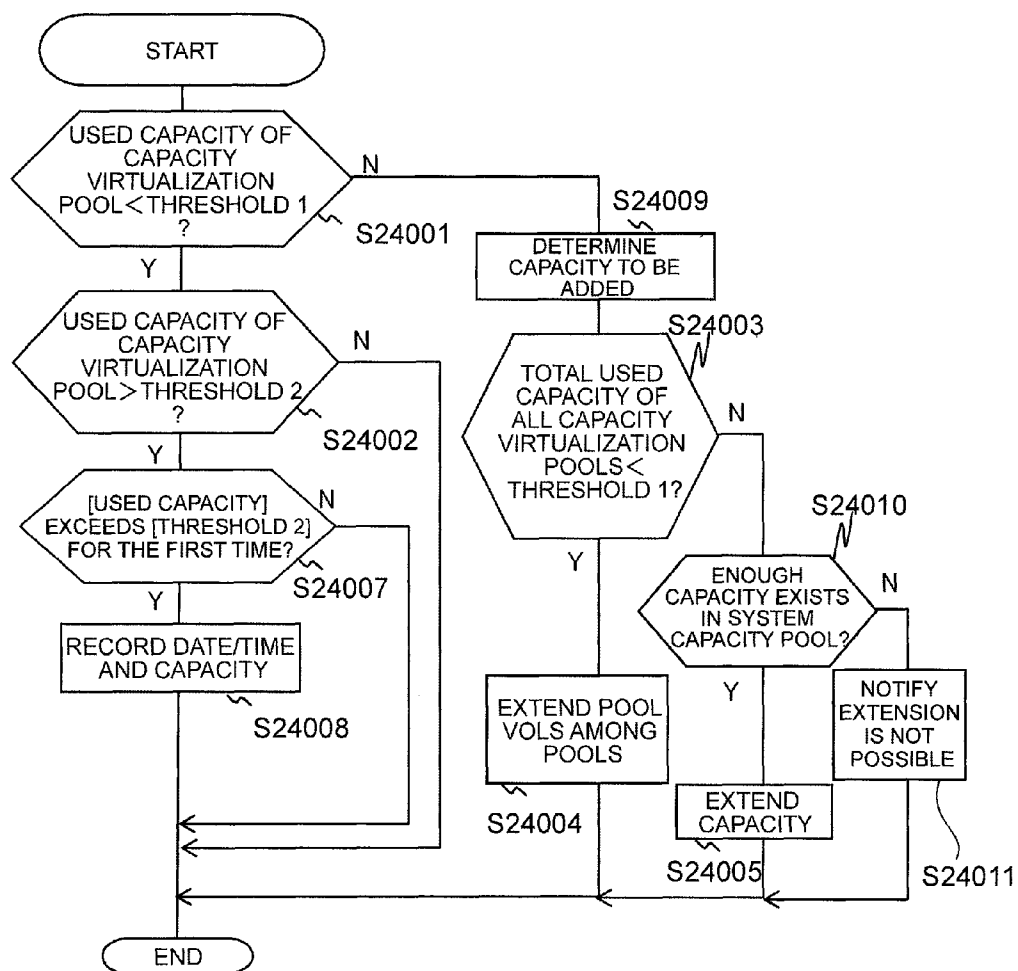 START
USED CAPACITY OF
CAPACITY
VIRTUALIZATION
POOL<THRESHOLD 1
?
N
S24001
Y
USED CAPACITY OF
CAPACITY
VIRTUALIZATION
POOL>THRESHOLD 2
?
N
S24002
Y
[USED CAPACITY]
EXCEEDS [THRESHOLD 2]
FOR THE FIRST TIME?
N
S24007
Y
RECORD DATE/TIME
AND CAPACITY
S24008
S24009
DETERMINE
CAPACITY TO BE
ADDED
S24003
TOTAL USED
CAPACITY OF
ALL CAPACITY
VIRTUALIZATION
POOLS<
THRESHOLD 1?
N
Y
S24010
ENOUGH
CAPACITY EXISTS
IN SYSTEM
CAPACITY POOL?
N
Y
EXTEND POOL
VOLS AMONG
POOLS
S24004
EXTEND
CAPACITY
S24005
NOTIFY
EXTENSION
IS NOT
POSSIBLE
S24011
END